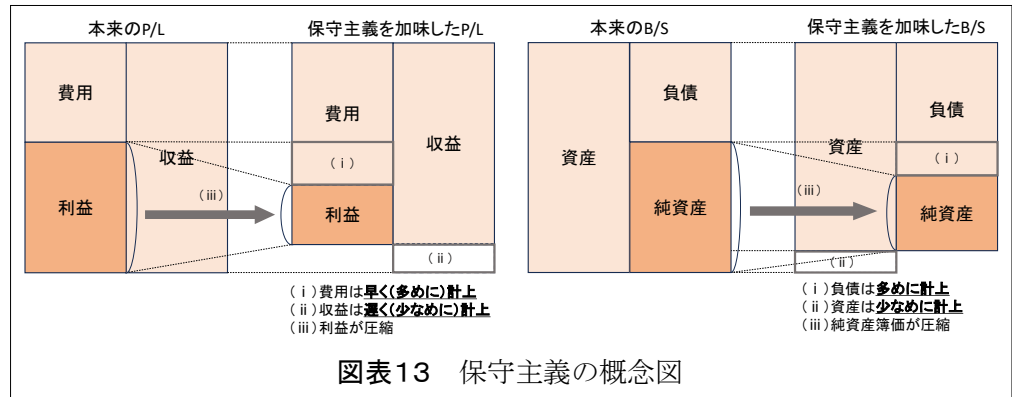 本来のP/L
保守主義を加味したP/L
費用
収益
利益
(ⅲ)
費用
(ⅰ)
利益
収益
(ⅱ)
(ⅰ)費用は早く(多めに)計上
(ⅱ)収益は遅く(少なめに)計上
(ⅲ)利益が圧縮
本来のB/S
保守主義を加味したB/S
資産
負債
純資産
(ⅲ)
資産
(ⅱ)
負債
(ⅰ)
純資産
(ⅰ)負債は多めに計上
(ⅱ)資産は少なめに計上
(ⅲ)純資産簿価が圧縮
図表13 保守主義の概念図